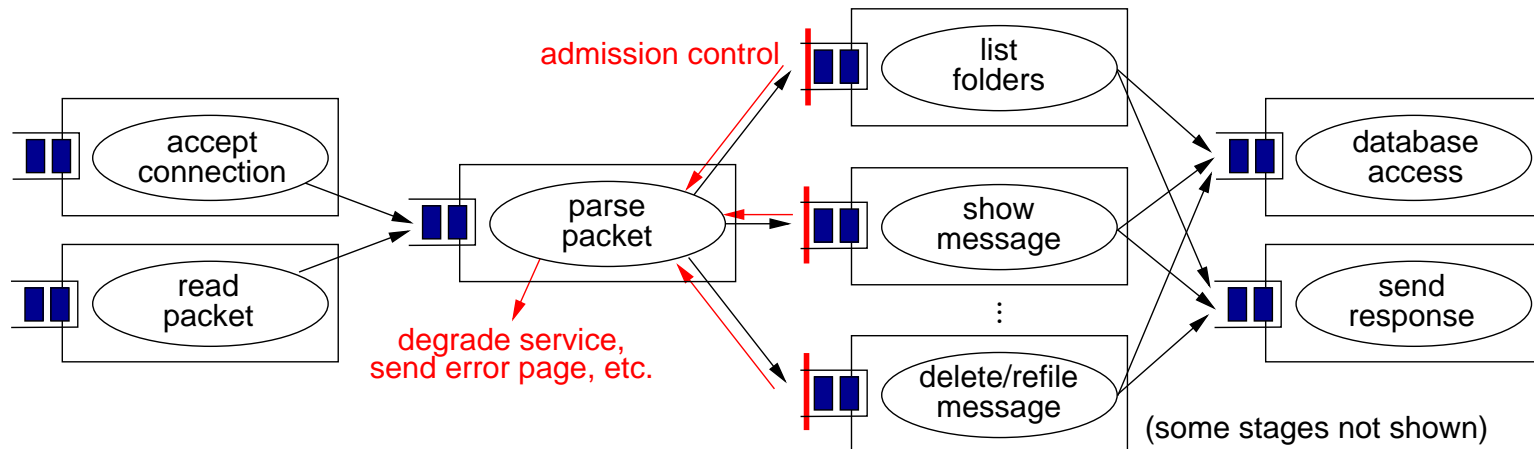 accept
connection
read
packet
parse
packet
admission control
degrade service,
send error page, etc.
list
folders
show
message
...
delete/refile
message
database
access
send
response
(some stages not shown)